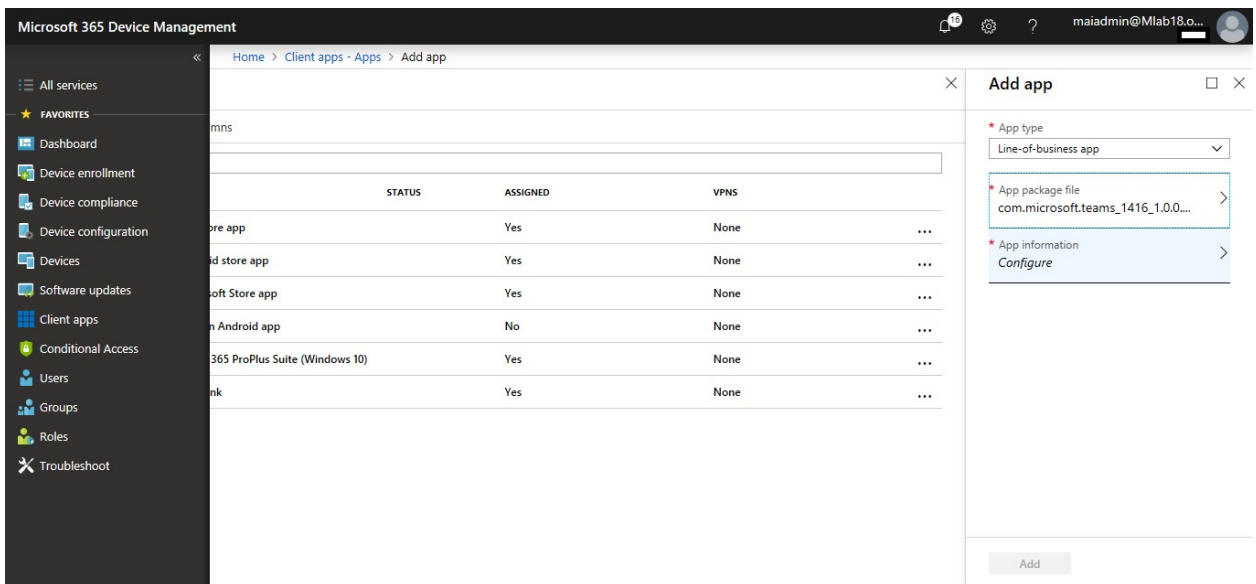 Microsoft 365 Device Management
16
?
maiadmin@Mlab18.o...
«
Home > Client apps - Apps > Add app
All services
FAVORITES
Dashboard
Device enrollment
Device compliance
Device configuration
Devices
Software updates
Client apps
Conditional Access
Users
Groups
Roles
Troubleshoot
mns
STATUS ASSIGNED VPNS
ore app Yes None ...
id store app Yes None ...
soft Store app Yes None ...
n Android app No None ...
365 ProPlus Suite (Windows 10) Yes None ...
nk Yes None ...
Add app
* App type
Line-of-business app
* App package file
com.microsoft.teams_1416_1.0.0....
* App information
Configure
Add